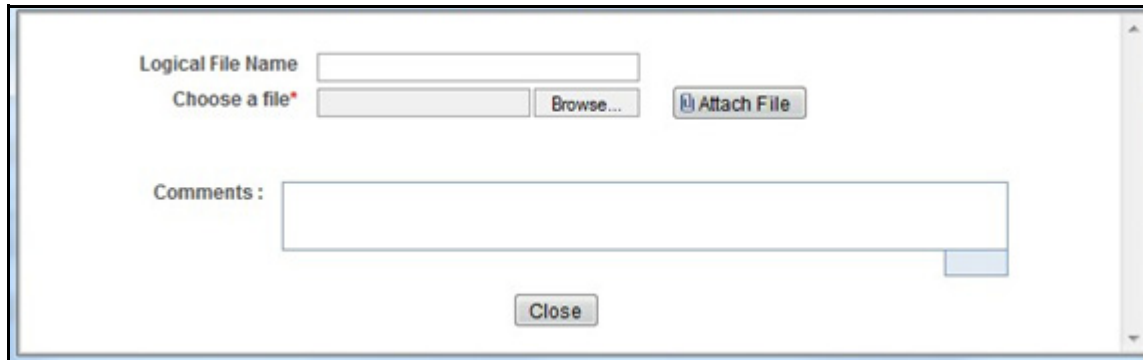 Logical File Name
Choose a file* Browse... Attach File
Comments :
Close